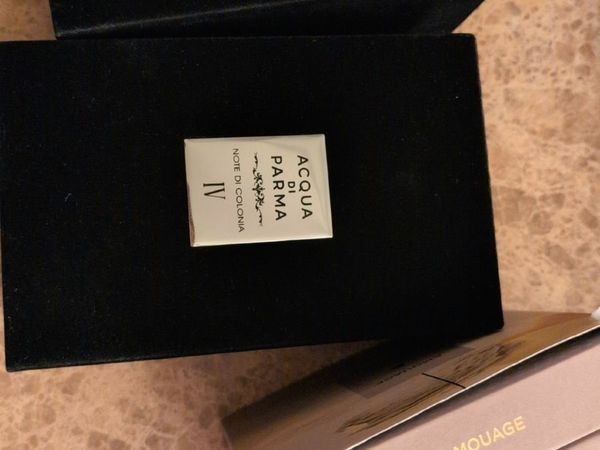 ACQUA
DI
PARMA
NOTE DI COLONIA
IV
MOUAGE